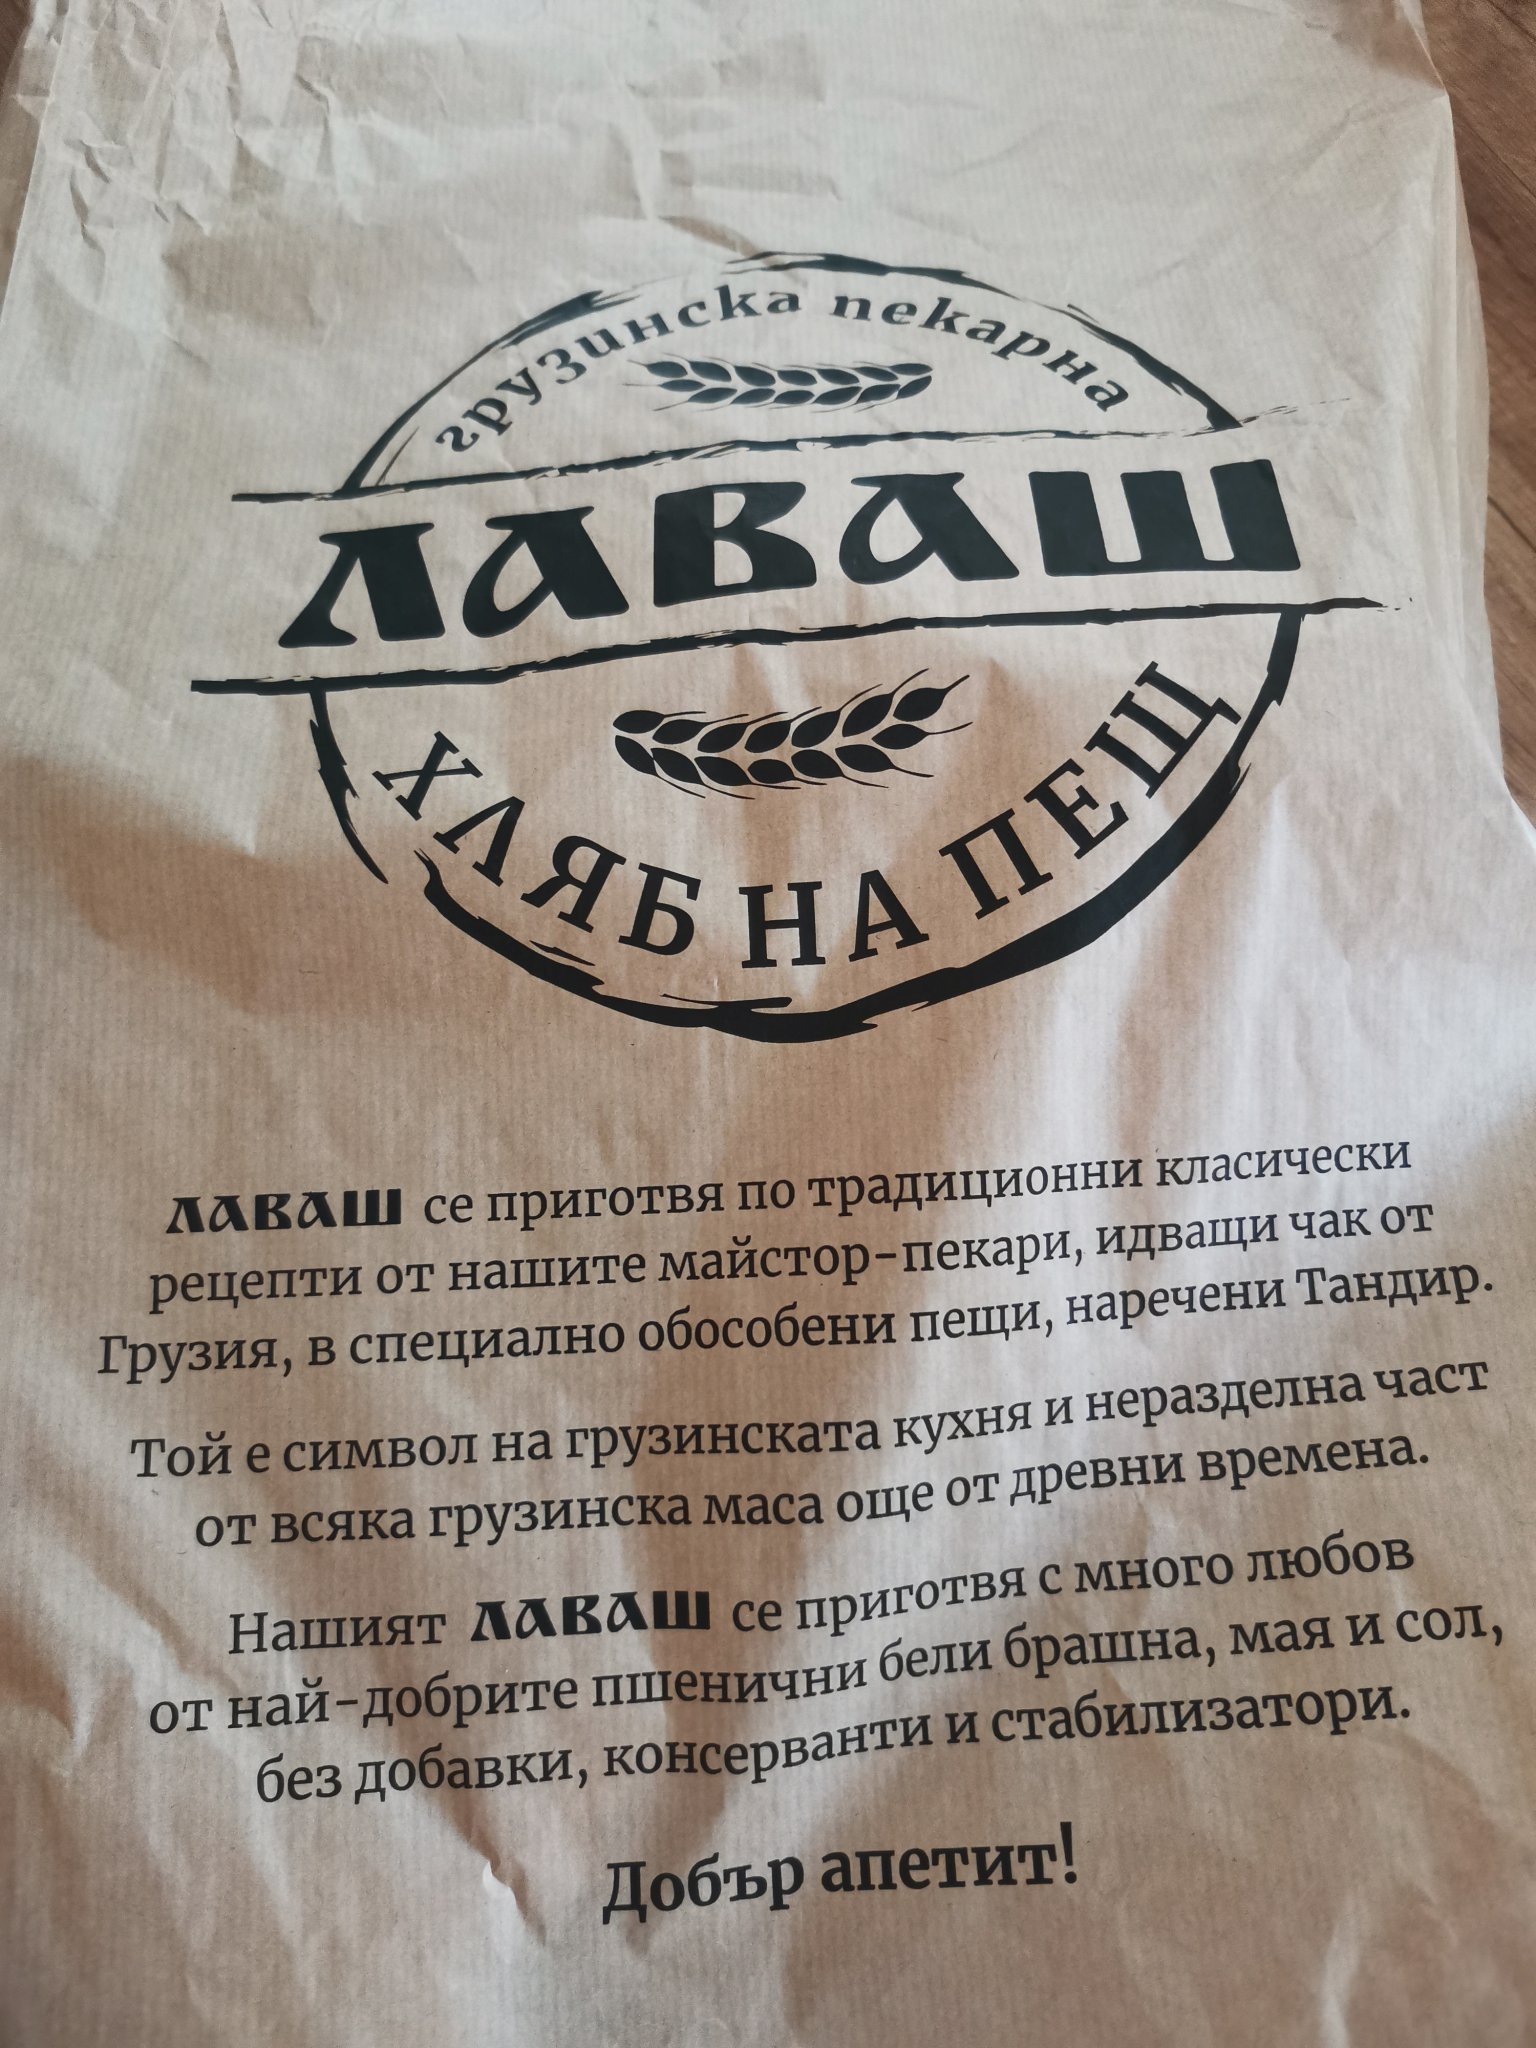 грузинска пекарна
ЛАВАШ
ХЛЯБ НА ПЕЩ
ЛАВАШ се приготвя по традиционни класически
рецепти от нашите майстор-пекари, идващи чак от
Грузия, в специално обособени пещи, наречени Тандир.
Той е символ на грузинската кухня и неразделна част
от всяка грузинска маса още от древни времена.
Нашият ЛАВАШ се приготвя с много любов
от най-добрите пшенични бели брашна, мая и сол,
без добавки, консерванти и стабилизатори.
Добър апетит!